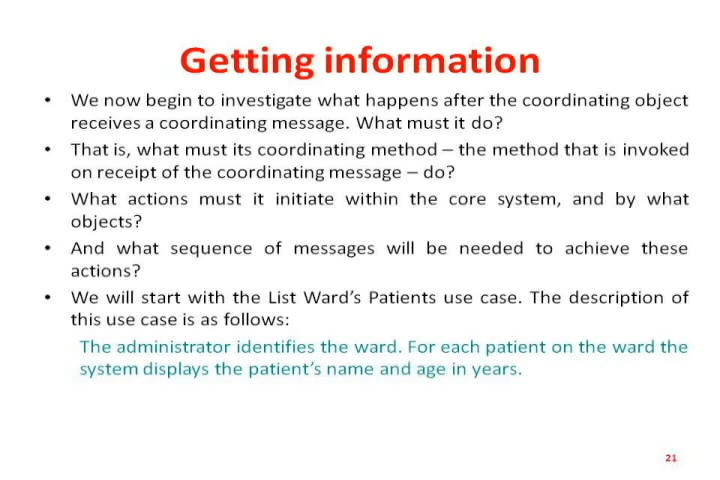 Getting information
• We now begin to investigate what happens after the coordinating object
receives a coordinating message. What must it do?
• That is, what must its coordinating method – the method that is invoked
on receipt of the coordinating message – do?
• What actions must it initiate within the core system, and by what
objects?
• And what sequence of messages will be needed to achieve these
actions?
• We will start with the List Ward’s Patients use case. The description of
this use case is as follows:
The administrator identifies the ward. For each patient on the ward the
system displays the patient’s name and age in years.
21